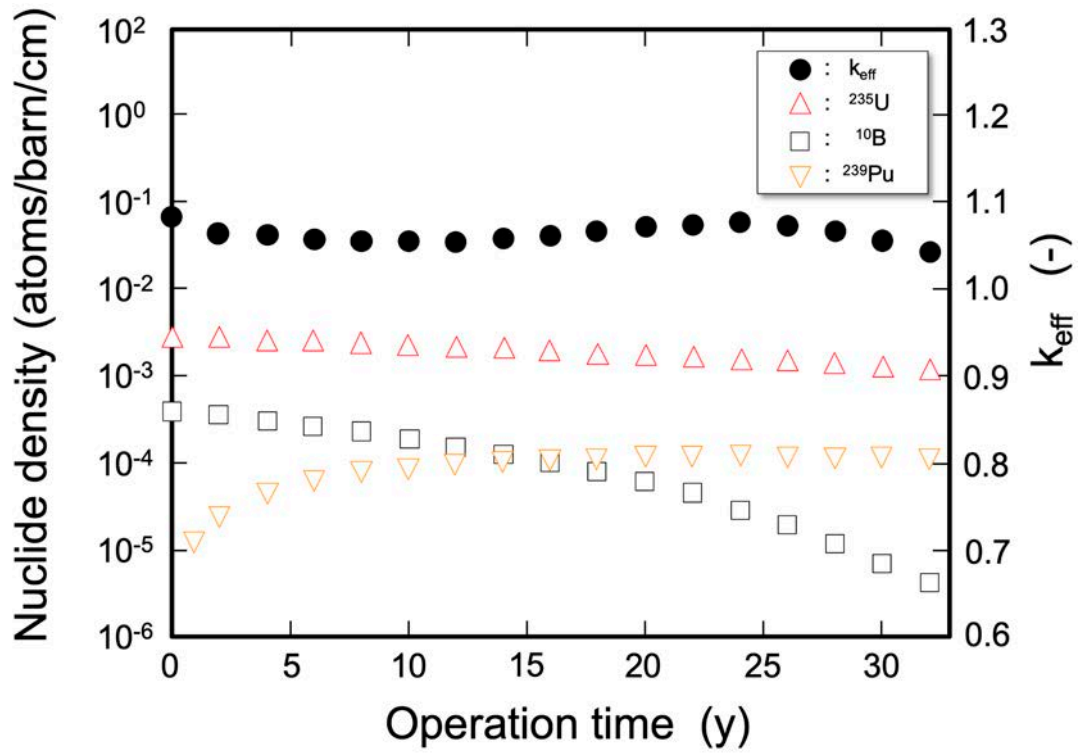 Nuclide density (atoms/barn/cm)
10²
10⁰
10⁻¹
10⁻²
10⁻³
10⁻⁴
10⁻⁵
10⁻⁶
● : k_eff
△ : ²³⁵U
□ : ¹⁰B
▽ : ²³⁹Pu
1.3
1.2
1.1
1.0
0.9
0.8
0.7
0.6
k_eff (-)
0 5 10 15 20 25 30
Operation time (y)